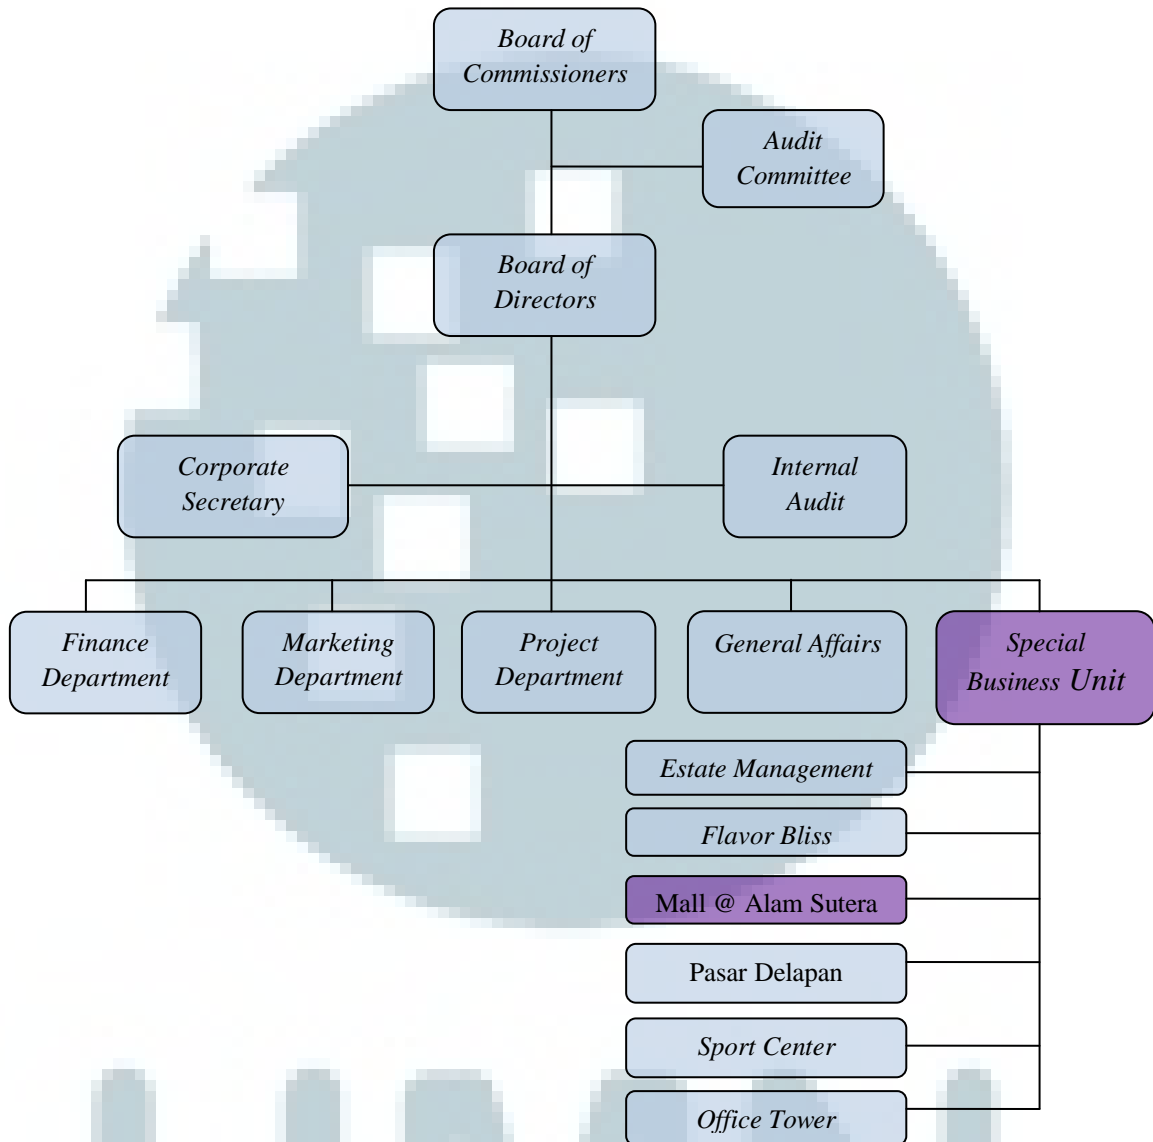 Board of
Commissioners
Audit
Committee
Board of
Directors
Corporate
Secretary
Internal
Audit
Finance
Department
Marketing
Department
Project
Department
General Affairs
Special
Business Unit
Estate Management
Flavor Bliss
Mall @ Alam Sutera
Pasar Delapan
Sport Center
Office Tower